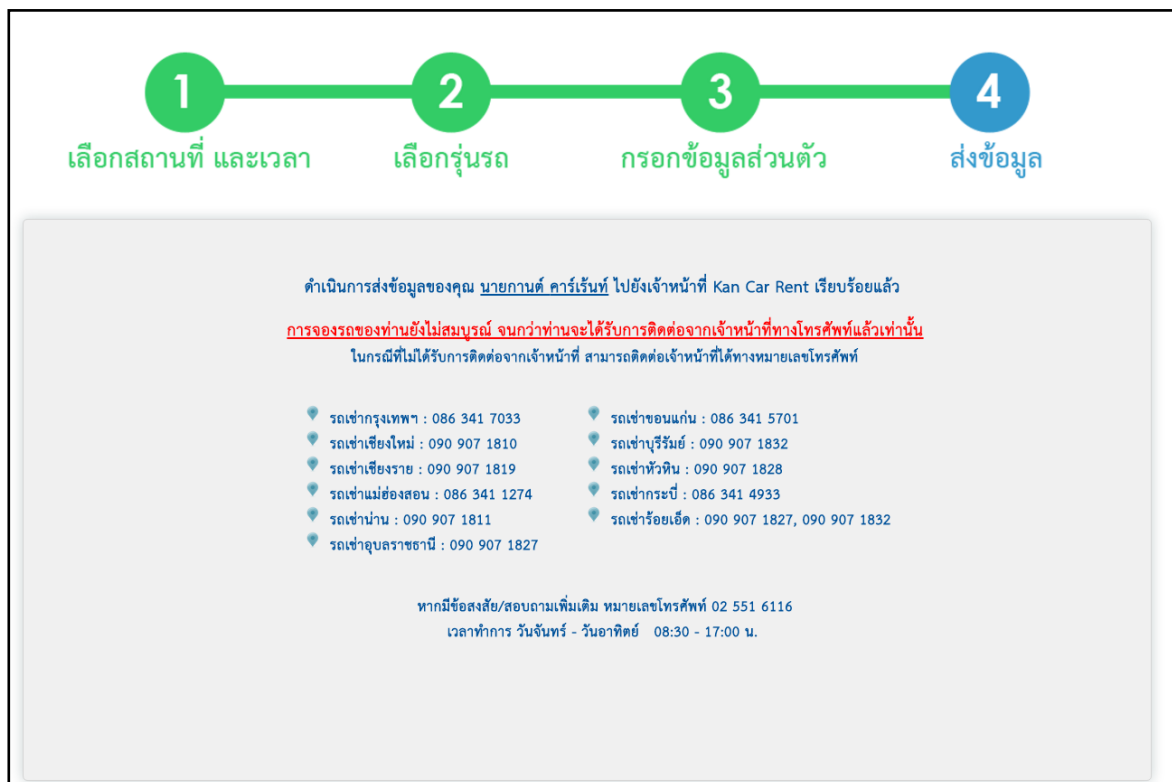 1
2
3
4
เลือกสถานที่ และเวลา
เลือกรุ่นรถ
กรอกข้อมูลส่วนตัว
ส่งข้อมูล
ดำเนินการส่งข้อมูลของคุณ นายกานต์ คาร์เร้นท์ ไปยังเจ้าหน้าที่ Kan Car Rent เรียบร้อยแล้ว
การจองรถของท่านยังไม่สมบูรณ์ จนกว่าท่านจะได้รับการติดต่อจากเจ้าหน้าที่ทางโทรศัพท์แล้วเท่านั้น
ในกรณีที่ไม่ได้รับการติดต่อจากเจ้าหน้าที่ สามารถติดต่อเจ้าหน้าที่ได้ทางหมายเลขโทรศัพท์
รถเช่ากรุงเทพฯ : 086 341 7033
รถเช่าเชียงใหม่ : 090 907 1810
รถเช่าเชียงราย : 090 907 1819
รถเช่าแม่ฮ่องสอน : 086 341 1274
รถเช่าน่าน : 090 907 1811
รถเช่าอุบลราชธานี : 090 907 1827
รถเช่าขอนแก่น : 086 341 5701
รถเช่าบุรีรัมย์ : 090 907 1832
รถเช่าหัวหิน : 090 907 1828
รถเช่ากระบี่ : 086 341 4933
รถเช่าร้อยเอ็ด : 090 907 1827, 090 907 1832
หากมีข้อสงสัย/สอบถามเพิ่มเติม หมายเลขโทรศัพท์ 02 551 6116
เวลาทำการ วันจันทร์ - วันอาทิตย์ 08:30 - 17:00 น.